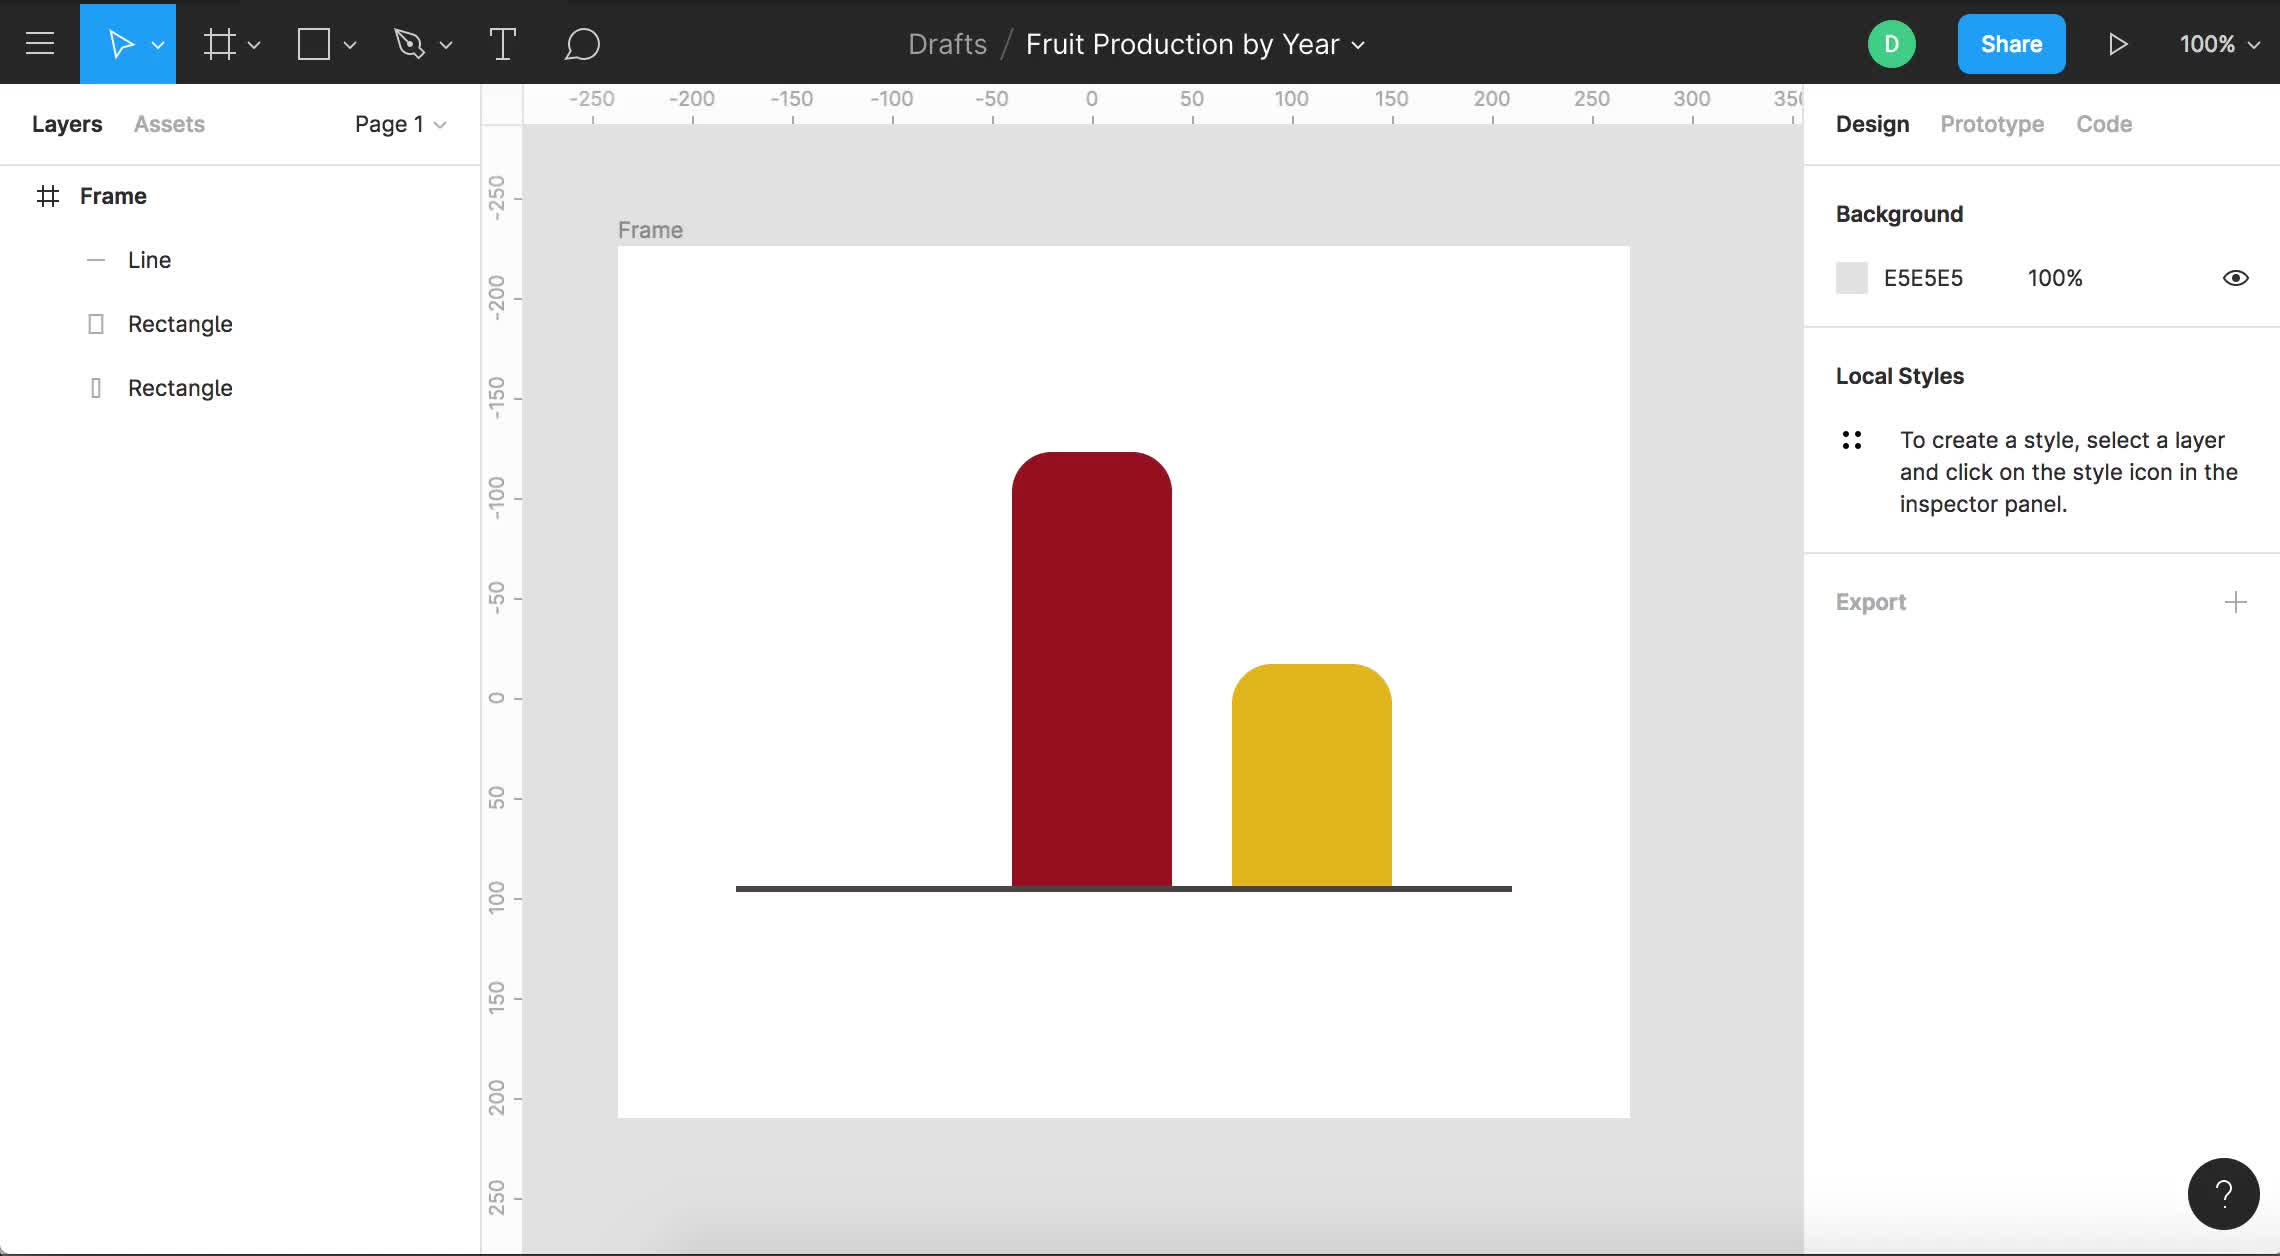 Drafts / Fruit Production by Year
D
Share
100%
Layers Assets Page 1
-250 -200 -150 -100 -50 0 50 100 150 200 250 300
Design Prototype Code
Frame
Line
Rectangle
Rectangle
-250
-200
-150
-100
-50
0
50
100
150
200
250
Frame
Background
E5E5E5 100%
Local Styles
To create a style, select a layer
and click on the style icon in the
inspector panel.
Export
?